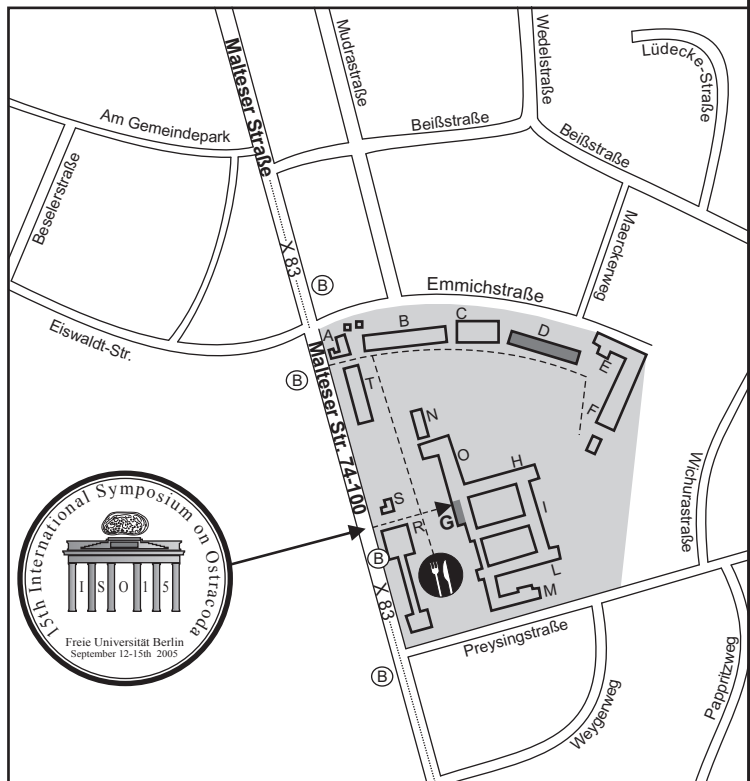 Malteser Straße
Mudrastraße
Wedelstraße
Lüdecke-Straße
Am Gemeindepark
Beißstraße
Beißstraße
Beselerstraße
Maerckerweg
X 83
B
Emmichstraße
Eiswaldt-Str.
A
B
C
D
E
B
Malteser Str. 74-100
T
F
N
O
H
Wichurastraße
S
R
G
I
B
L
M
X 83
Preysingstraße
B
Weygerweg
Pappritzweg
15th International Symposium on Ostracoda
I S O 1 5
Freie Universität Berlin
September 12-15th 2005